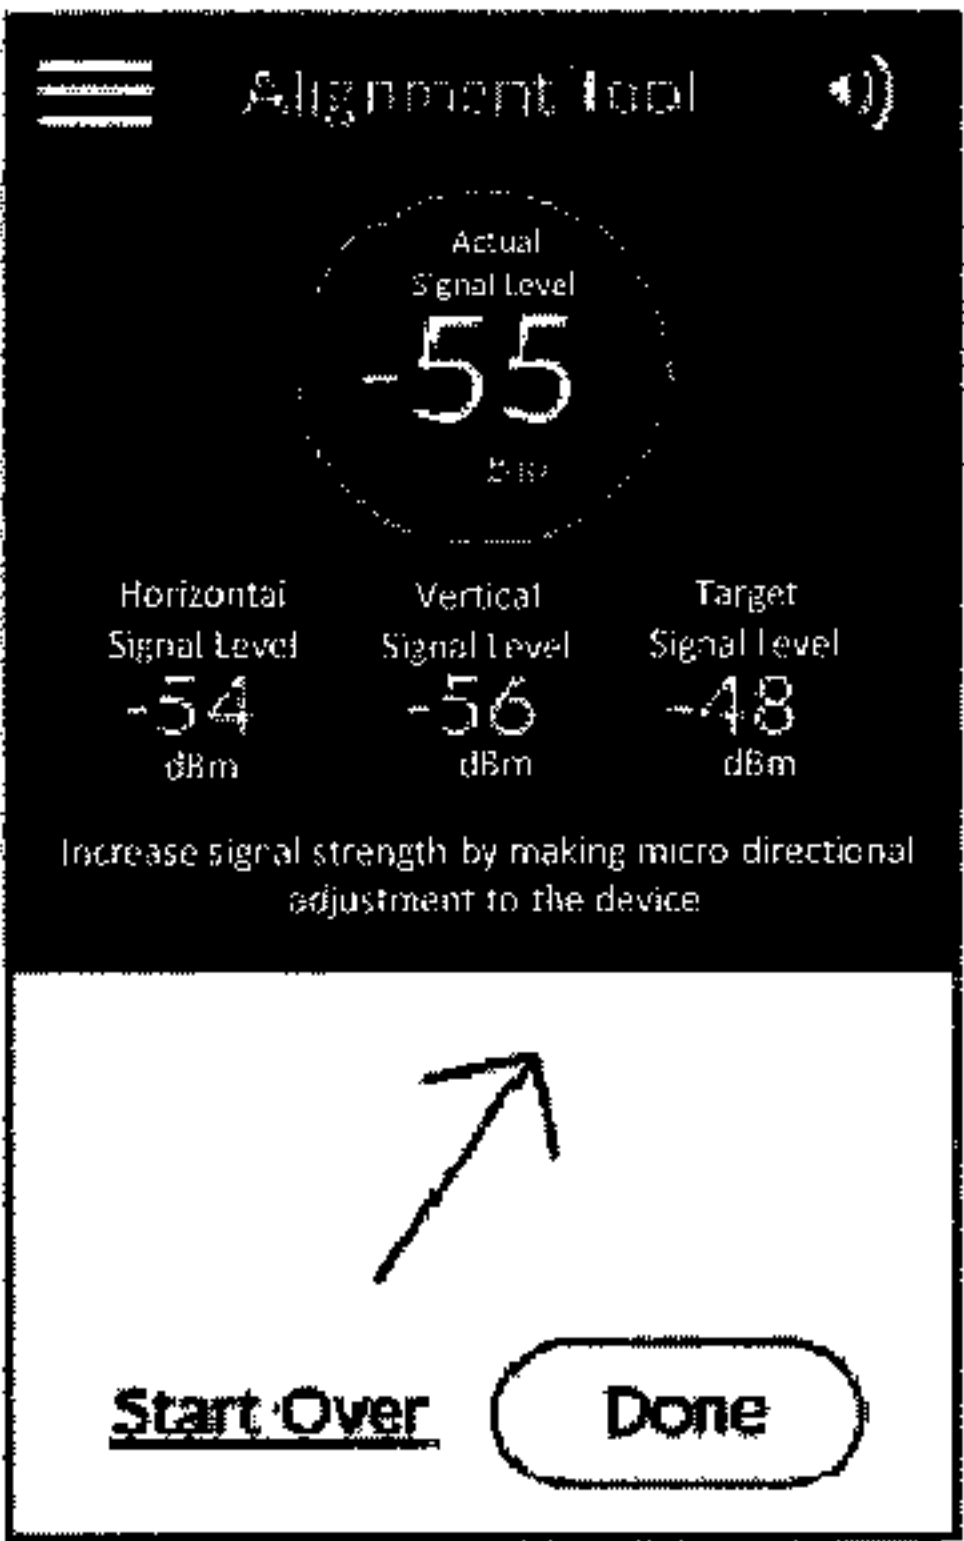 Alignment Tool
Actual
Signal Level
-55
Horizontal
Signal Level
-54
dBm
Vertical
Signal Level
-56
dBm
Target
Signal Level
-48
dBm
Increase signal strength by making micro directional
adjustment to the device
Start Over
Done